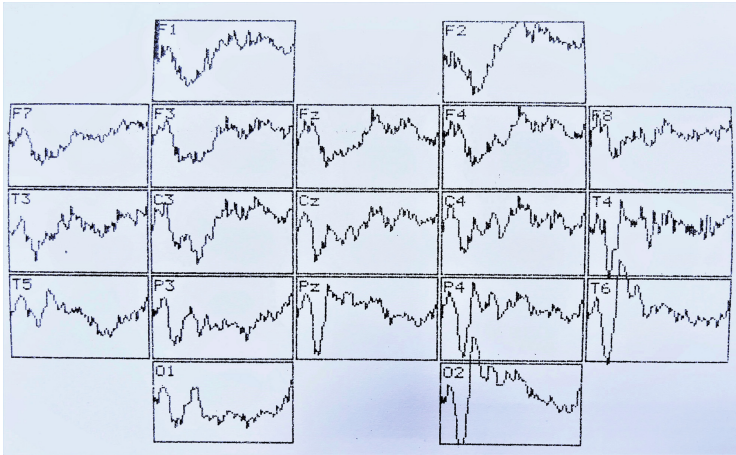 F1 F2
F7 F3 Fz F4 F8
T3 C3 Cz C4 T4
T5 P3 Pz P4 T6
O1 O2